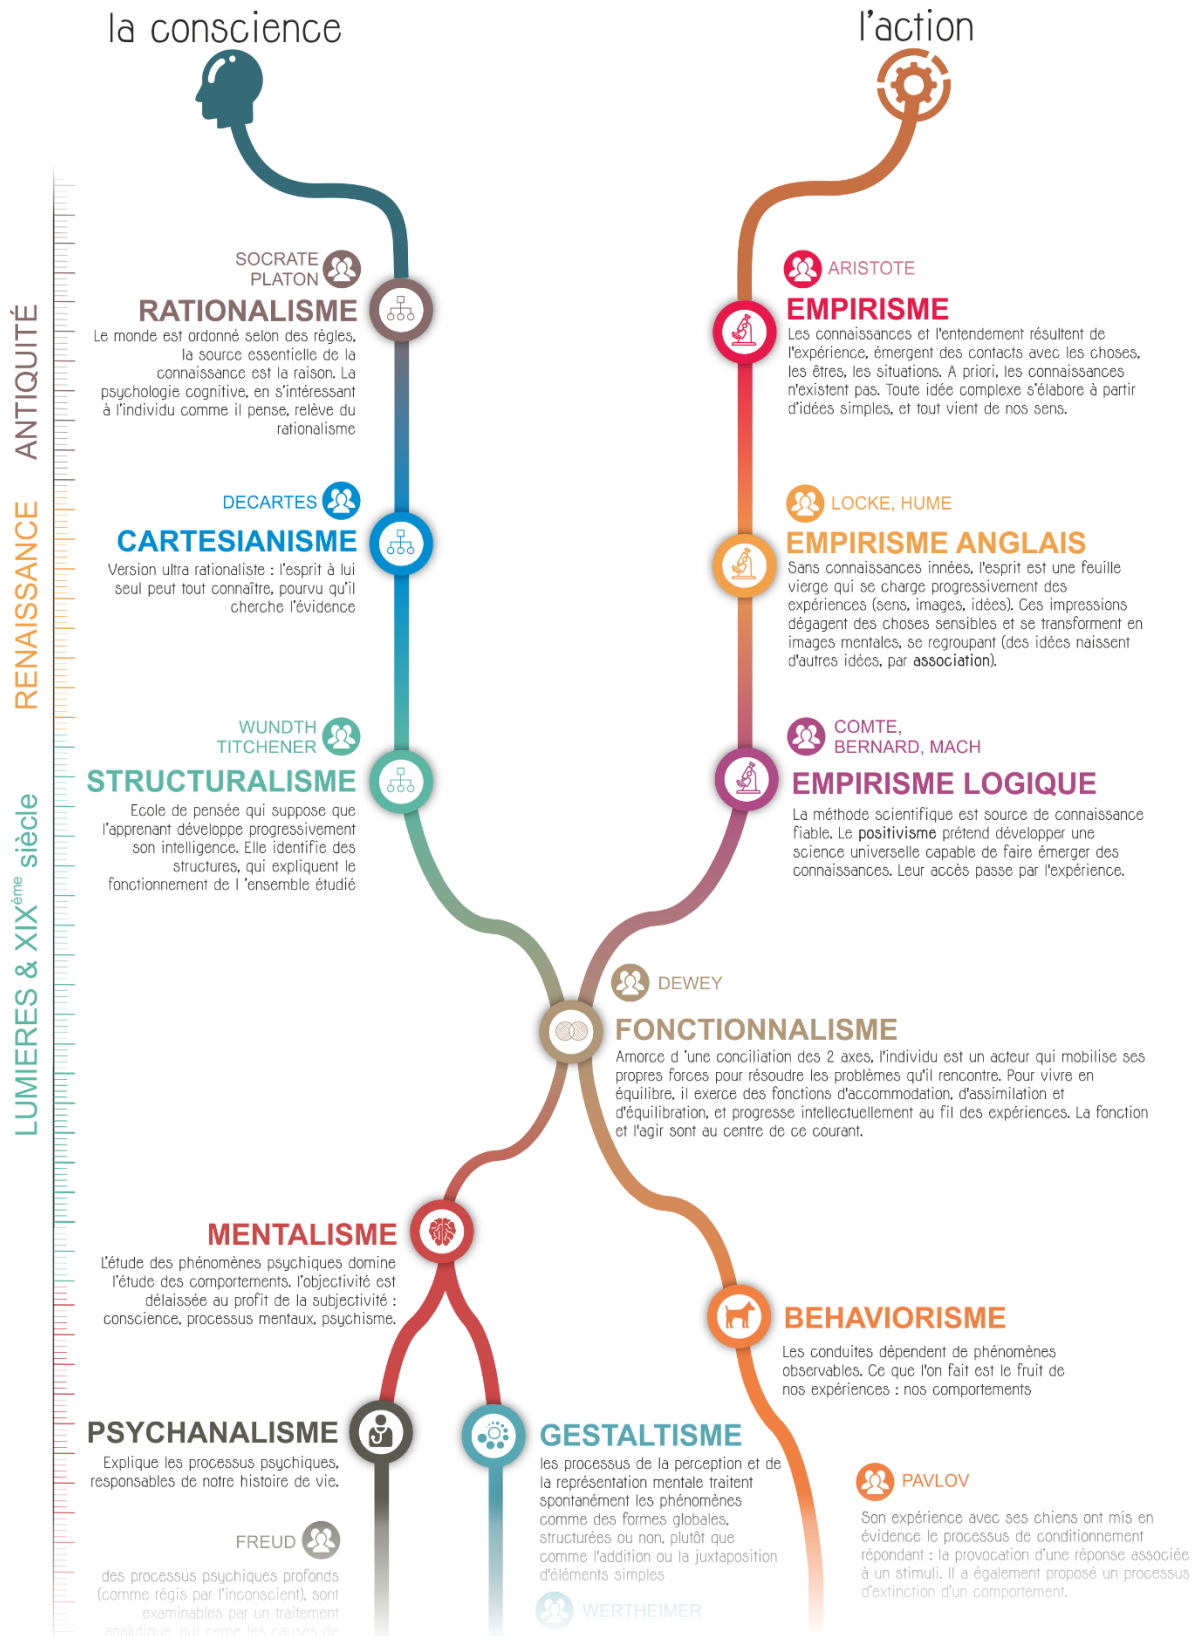 la conscience
l'action
ANTIQUITÉ
RENAISSANCE
LUMIERES & XIXème siècle
SOCRATE
PLATON
RATIONALISME
Le monde est ordonné selon des règles,
la source essentielle de la
connaissance est la raison. La
psychologie cognitive, en s'intéressant
à l'individu comme il pense, relève du
rationalisme
ARISTOTE
EMPIRISME
Les connaissances et l'entendement résultent de
l'expérience, émergent des contacts avec les choses,
les êtres, les situations. A priori, les connaissances
n'existent pas. Toute idée complexe s'élabore à partir
d'idées simples, et tout vient de nos sens.
DECARTES
CARTESIANISME
Version ultra rationaliste : l'esprit à lui
seul peut tout connaître, pourvu qu'il
cherche l'évidence
LOCKE, HUME
EMPIRISME ANGLAIS
Sans connaissances innées, l'esprit est une feuille
vierge qui se charge progressivement des
expériences (sens, images, idées). Ces impressions
dégagent des choses sensibles et se transforment en
images mentales, se regroupant (des idées naissent
d'autres idées, par association).
WUNDTH
TITCHENER
STRUCTURALISME
Ecole de pensée qui suppose que
l'apprenant développe progressivement
son intelligence. Elle identifie des
structures, qui expliquent le
fonctionnement de l 'ensemble étudié
COMTE,
BERNARD, MACH
EMPIRISME LOGIQUE
La méthode scientifique est source de connaissance
fiable. Le positivisme prétend développer une
science universelle capable de faire émerger des
connaissances. Leur accès passe par l'expérience.
DEWEY
FONCTIONNALISME
Amorce d 'une conciliation des 2 axes, l'individu est un acteur qui mobilise ses
propres forces pour résoudre les problèmes qu'il rencontre. Pour vivre en
équilibre, il exerce des fonctions d'accommodation, d'assimilation et
d'équilibration, et progresse intellectuellement au fil des expériences. La fonction
et l'agir sont au centre de ce courant.
MENTALISME
L'étude des phénomènes psychiques domine
l'étude des comportements. l'objectivité est
délaissée au profit de la subjectivité :
conscience, processus mentaux, psychisme.
BEHAVIORISME
Les conduites dépendent de phénomènes
observables. Ce que l'on fait est le fruit de
nos expériences : nos comportements
PSYCHANALISME
Explique les processus psychiques,
responsables de notre histoire de vie.
GESTALTISME
les processus de la perception et de
la représentation mentale traitent
spontanément les phénomènes
comme des formes globales,
structurées ou non, plutôt que
comme l'addition ou la juxtaposition
d'éléments simples
PAVLOV
Son expérience avec ses chiens ont mis en
évidence le processus de conditionnement
répondant : la provocation d'une réponse associée
à un stimuli. Il a également proposé un processus
d'extinction d'un comportement.
FREUD
des processus psychiques profonds
(comme régis par l'inconscient), sont
examinables par un traitement
analytique, qui cerne les causes de
WERTHEIMER